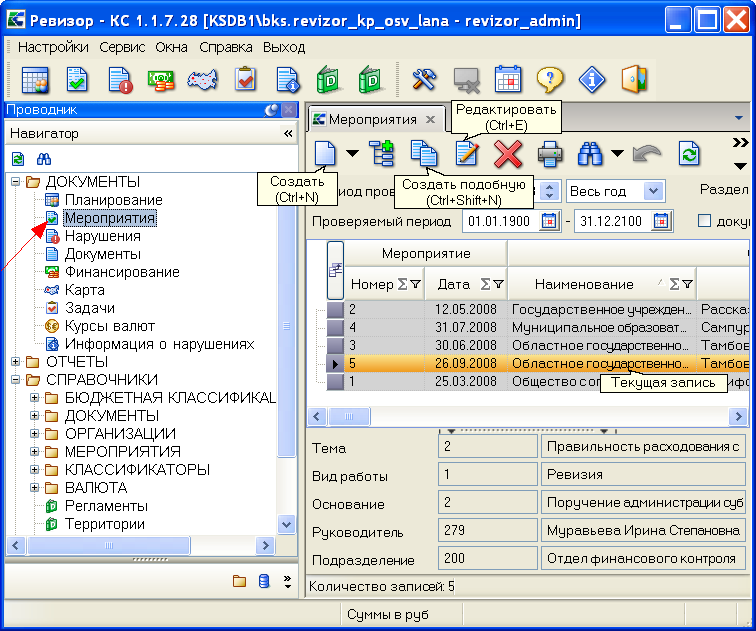 Ревизор - КС 1.1.7.28 [KSDB1\bks.revizor_kp_osv_lana - revizor_admin]
Настройки Сервис Окна Справка Выход
Проводник
Навигатор
ДОКУМЕНТЫ
Планирование
Мероприятия
Нарушения
Документы
Финансирование
Карта
Задачи
Курсы валют
Информация о нарушениях
ОТЧЕТЫ
СПРАВОЧНИКИ
БЮДЖЕТНАЯ КЛАССИФИКАЦ
ДОКУМЕНТЫ
ОРГАНИЗАЦИИ
МЕРОПРИЯТИЯ
КЛАССИФИКАТОРЫ
ВАЛЮТА
Регламенты
Территории
Мероприятия
Редактировать
(Ctrl+E)
Создать
(Ctrl+N)
Создать подобную
(Ctrl+Shift+N)
иод про Весь год Раздел
Проверяемый период 01.01.1900 - 31.12.2100 доку
Мероприятие
Номер Σ Дата Σ Наименование Σ
2 12.05.2008 Государственное учрежден... Расска
4 31.07.2008 Муниципальное образоват... Сампур
3 30.06.2008 Областное государственно... Тамбов
5 26.09.2008 Областное государственно... Тамбов
1 25.03.2008 Общество с ог
Текущая запись
Тема 2 Правильность расходования с
Вид работы 1 Ревизия
Основание 2 Поручение администрации суб
Руководитель 279 Муравьева Ирина Степановна
Подразделение 200 Отдел финансового контроля
Количество записей: 5
Суммы в руб